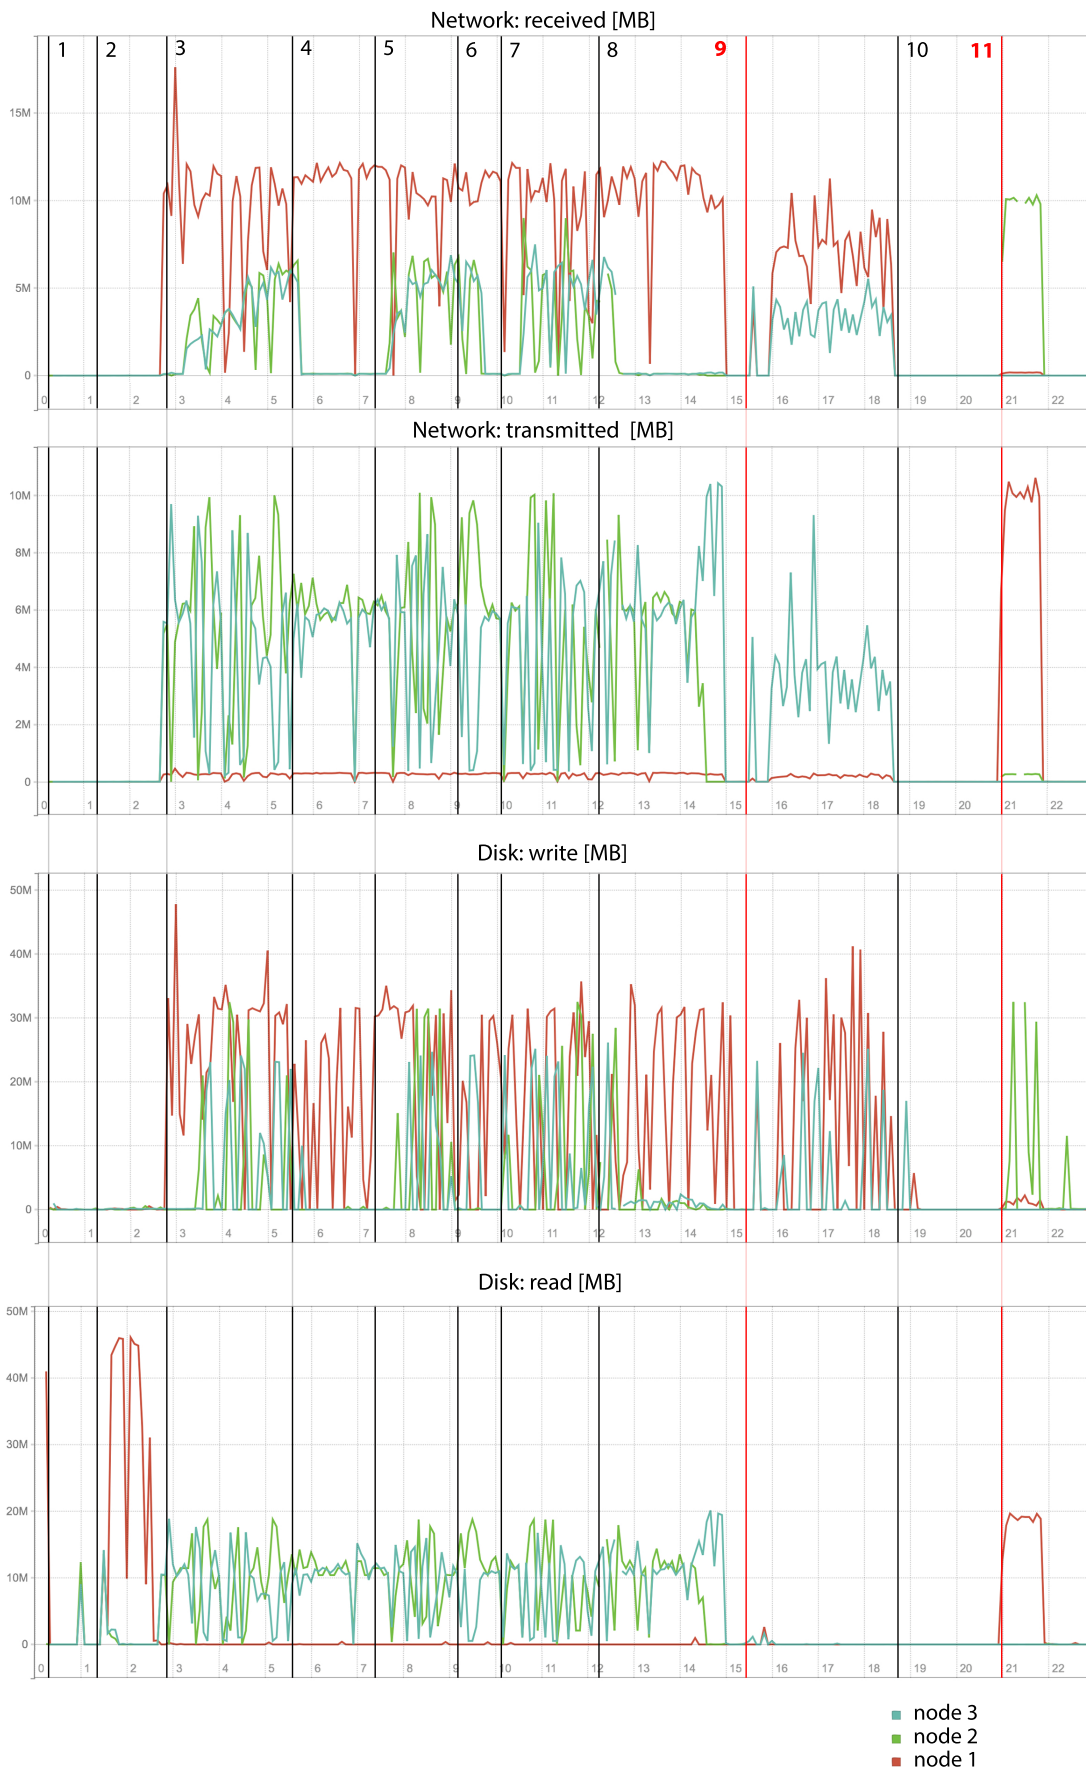 Network: received [MB]
1 2 3 4 5 6 7 8 9 10 11
15M
10M
5M
0
0 1 2 3 4 5 6 7 8 9 10 11 12 13 14 15 16 17 18 19 20 21 22
Network: transmitted [MB]
10M
8M
6M
4M
2M
0
0 1 2 3 4 5 6 7 8 9 10 11 12 13 14 15 16 17 18 19 20 21 22
Disk: write [MB]
50M
40M
30M
20M
10M
0
0 1 2 3 4 5 6 7 8 9 10 11 12 13 14 15 16 17 18 19 20 21 22
Disk: read [MB]
50M
40M
30M
20M
10M
0
0 1 2 3 4 5 6 7 8 9 10 11 12 13 14 15 16 17 18 19 20 21 22
node 3
node 2
node 1